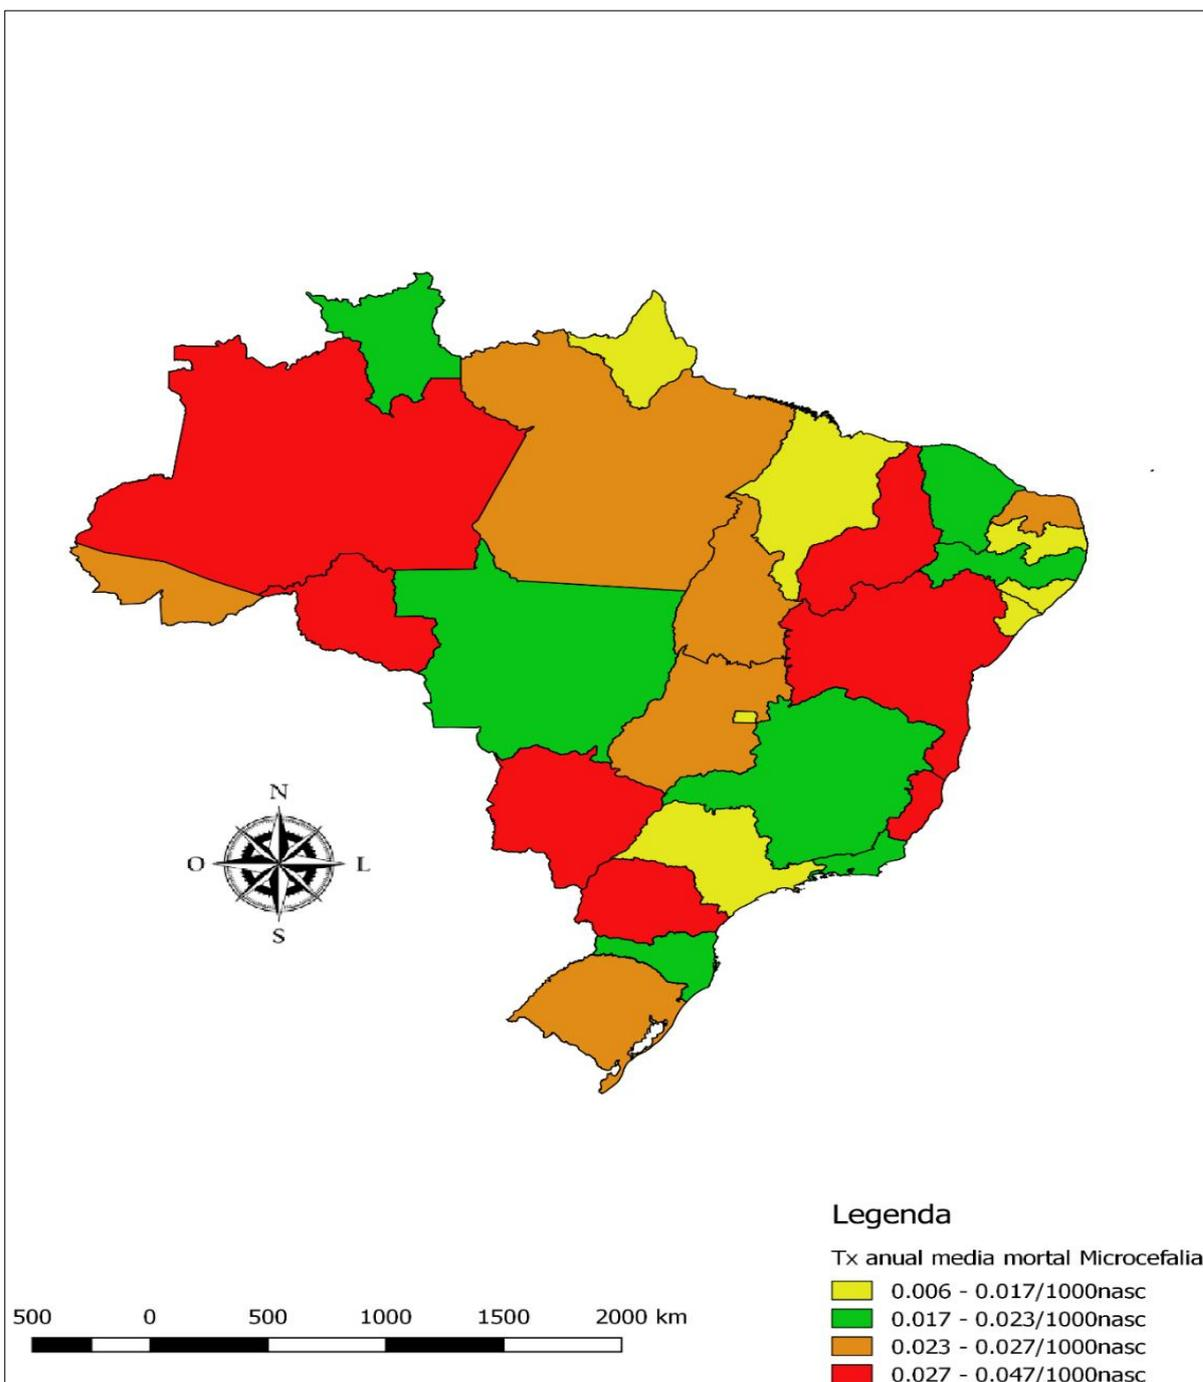 N
O L
S
Legenda
Tx anual media mortal Microcefalia
0.006 - 0.017/1000nasc
0.017 - 0.023/1000nasc
0.023 - 0.027/1000nasc
0.027 - 0.047/1000nasc
500 0 500 1000 1500 2000 km